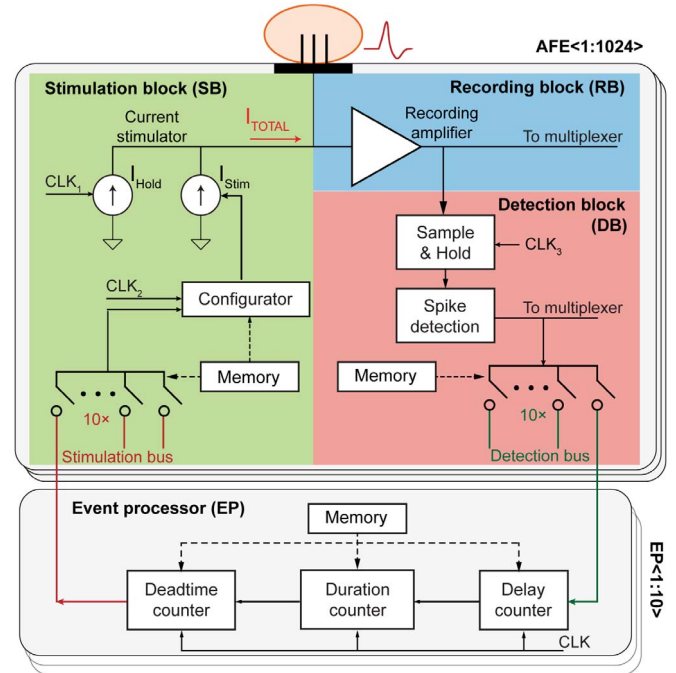 AFE<1:1024>
Stimulation block (SB)
Recording block (RB)
Current
stimulator
I_TOTAL
Recording
amplifier
To multiplexer
CLK₁
I_Hold
I_Stim
Detection block
(DB)
Sample
& Hold
CLK₃
CLK₂
Configurator
Spike
detection
To multiplexer
Memory
Memory
10×
10×
Stimulation bus
Detection bus
Event processor (EP)
Memory
EP<1:10>
Deadtime
counter
Duration
counter
Delay
counter
CLK